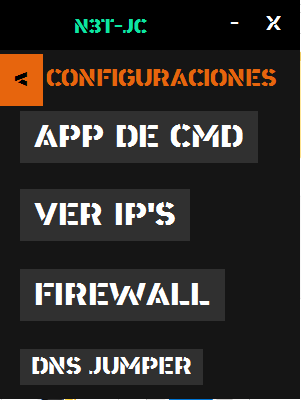 N3T-JC - X
< CONFIGURACIONES
APP DE CMD
VER IP'S
FIREWALL
DNS JUMPER